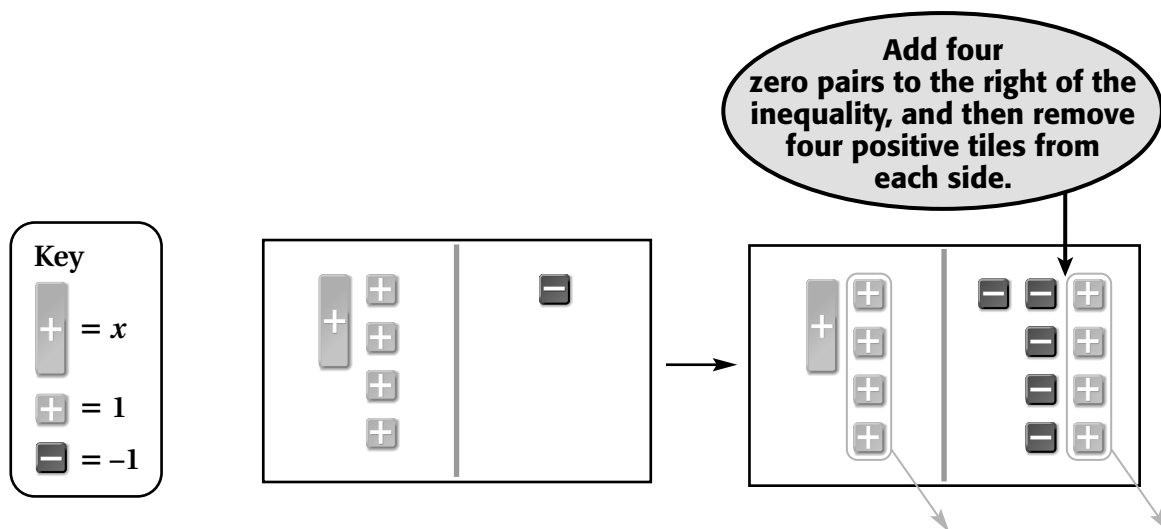 Add four
zero pairs to the right of the
inequality, and then remove
four positive tiles from
each side.
Key
+ = x
+ = 1
− = –1
+ + −
+
+
+
+ + − − +
+ − +
+ − +
+ − +